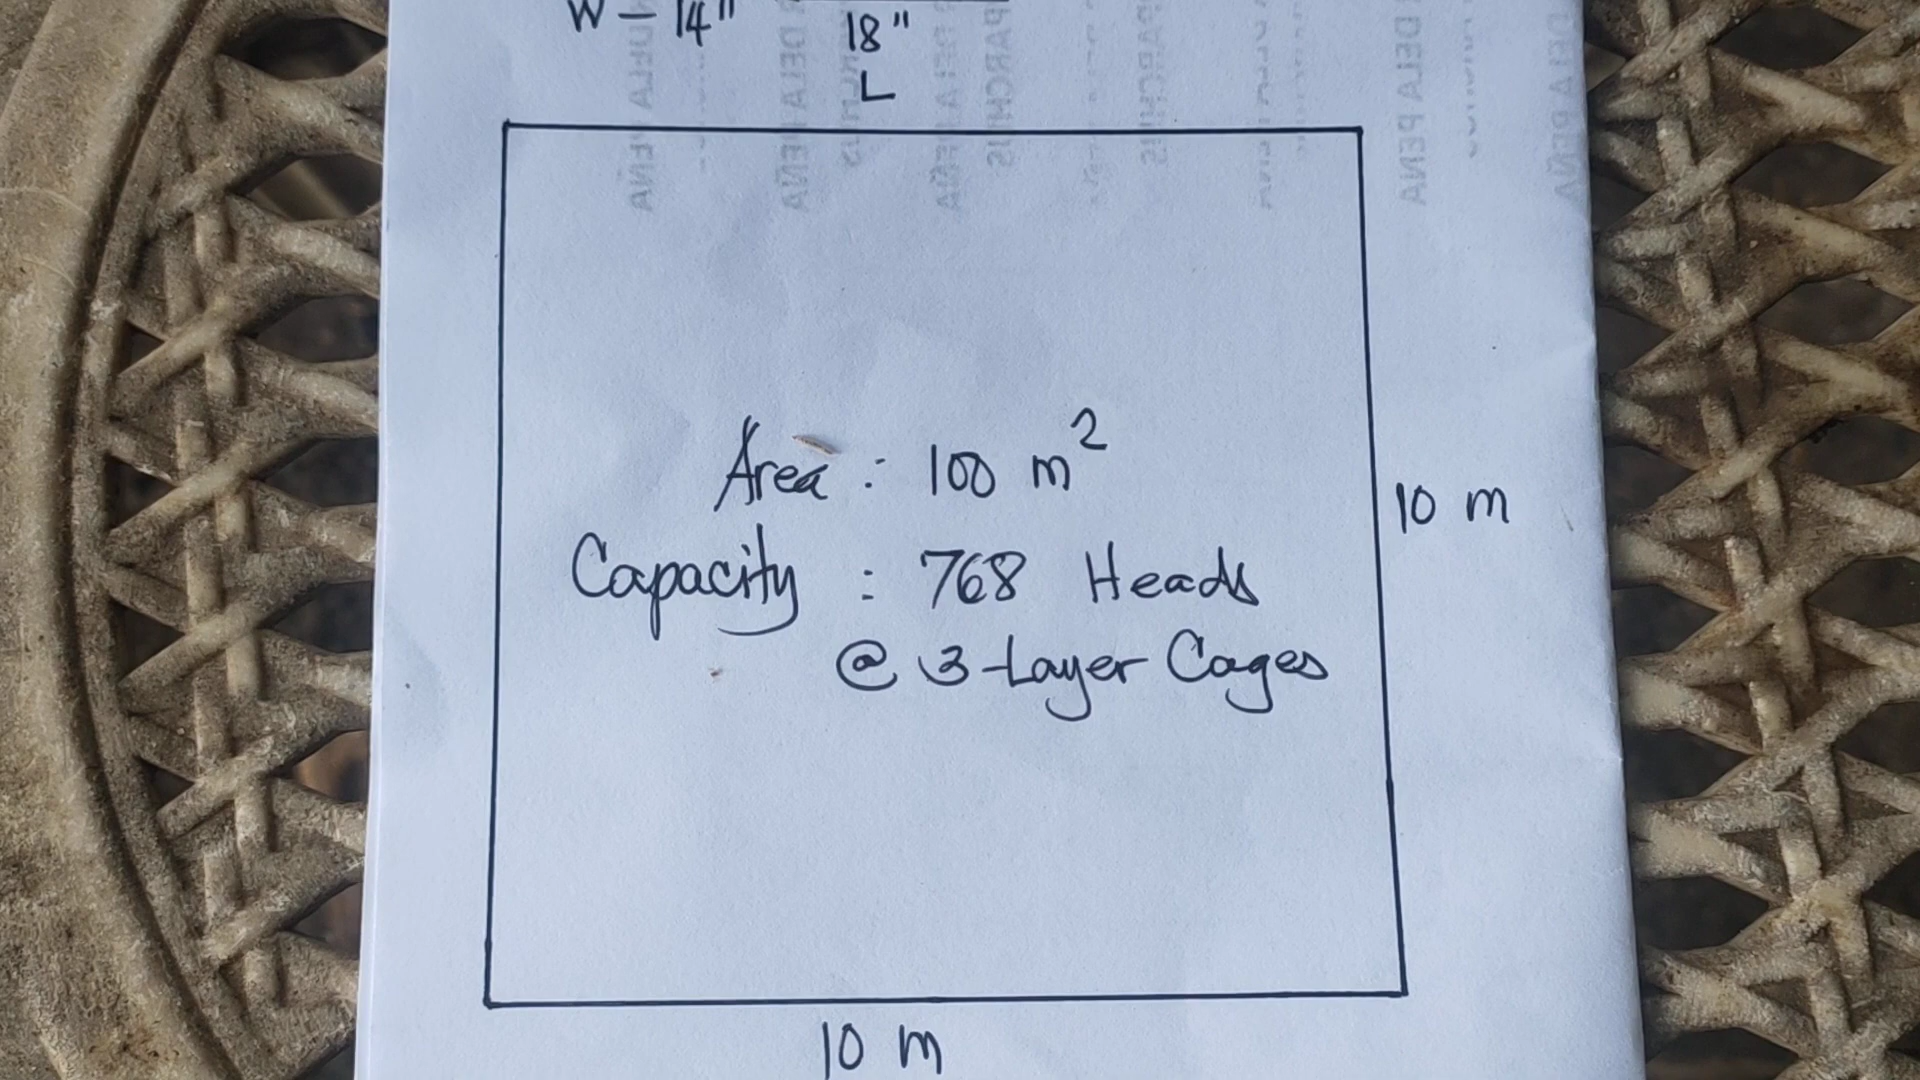 W - 14"
18"
L
Area : 100 m²
10 m
Capacity : 768 Heads
@ 3-Layer Cages
10 m